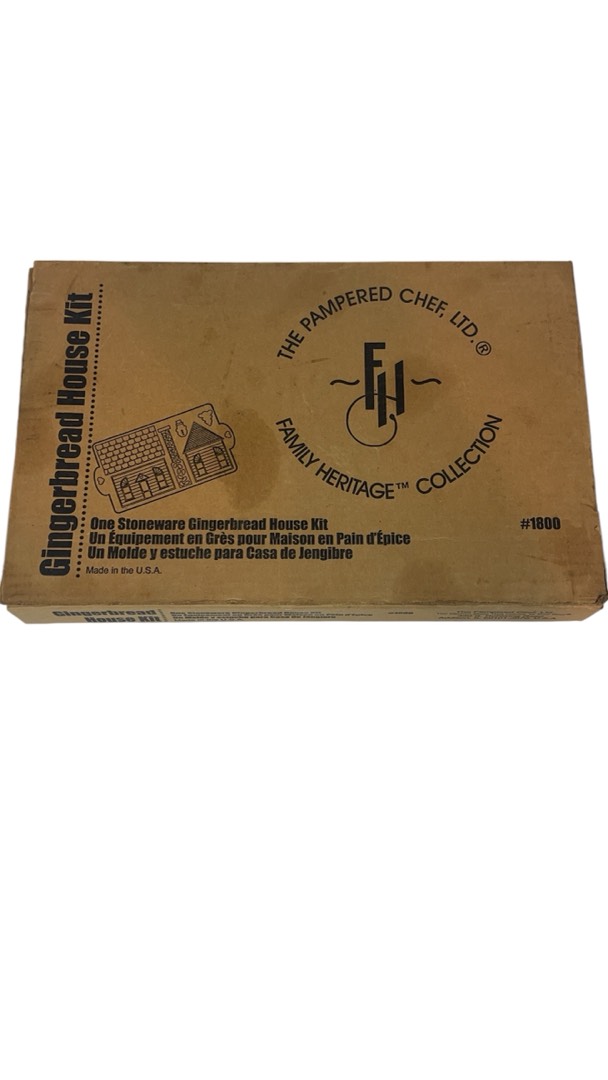 Gingerbread House Kit
THE PAMPERED CHEF, LTD.®
FH
FAMILY HERITAGE™ COLLECTION
One Stoneware Gingerbread House Kit
Un Équipement en Grès pour Maison en Pain d'Épice
Un Molde y estuche para Casa de Jengibre
#1800
Made in the U.S.A.
Gingerbread
House Kit